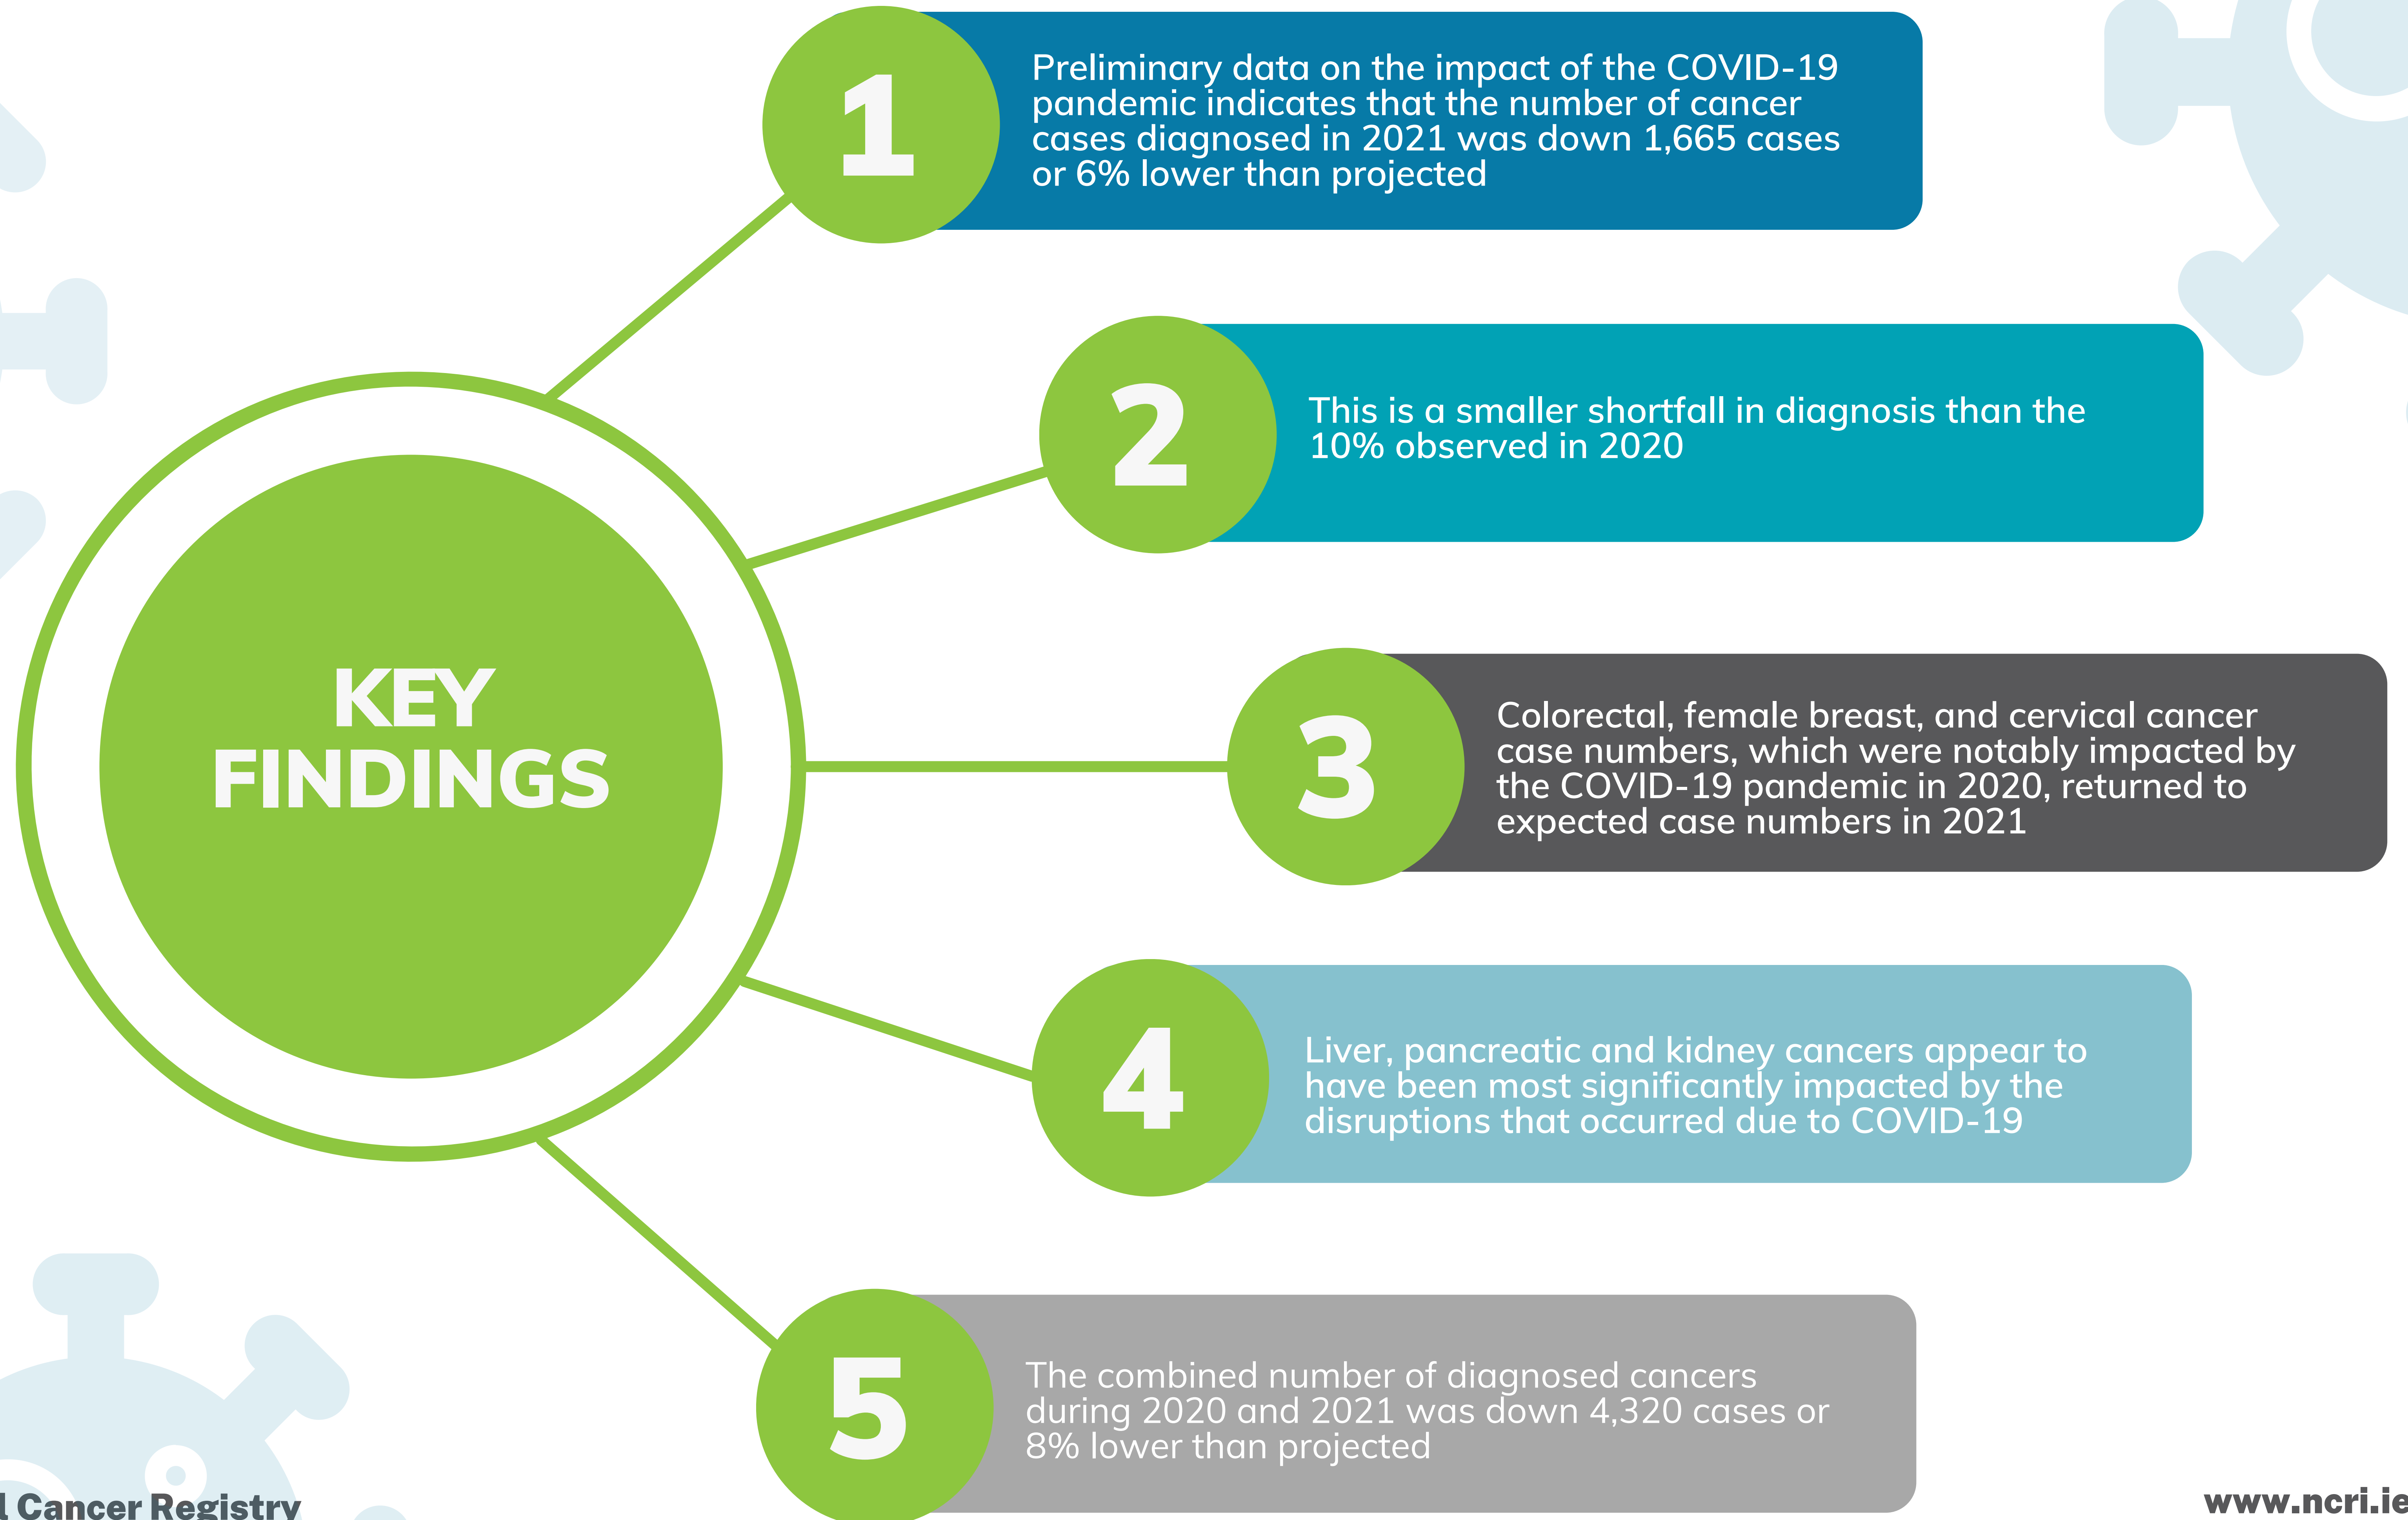 1
Preliminary data on the impact of the COVID-19
pandemic indicates that the number of cancer
cases diagnosed in 2021 was down 1,665 cases
or 6% lower than projected
2
This is a smaller shortfall in diagnosis than the
10% observed in 2020
KEY
FINDINGS
3
Colorectal, female breast, and cervical cancer
case numbers, which were notably impacted by
the COVID-19 pandemic in 2020, returned to
expected case numbers in 2021
4
Liver, pancreatic and kidney cancers appear to
have been most significantly impacted by the
disruptions that occurred due to COVID-19
5
The combined number of diagnosed cancers
during 2020 and 2021 was down 4,320 cases or
8% lower than projected
l Cancer Registry
www.ncri.ie